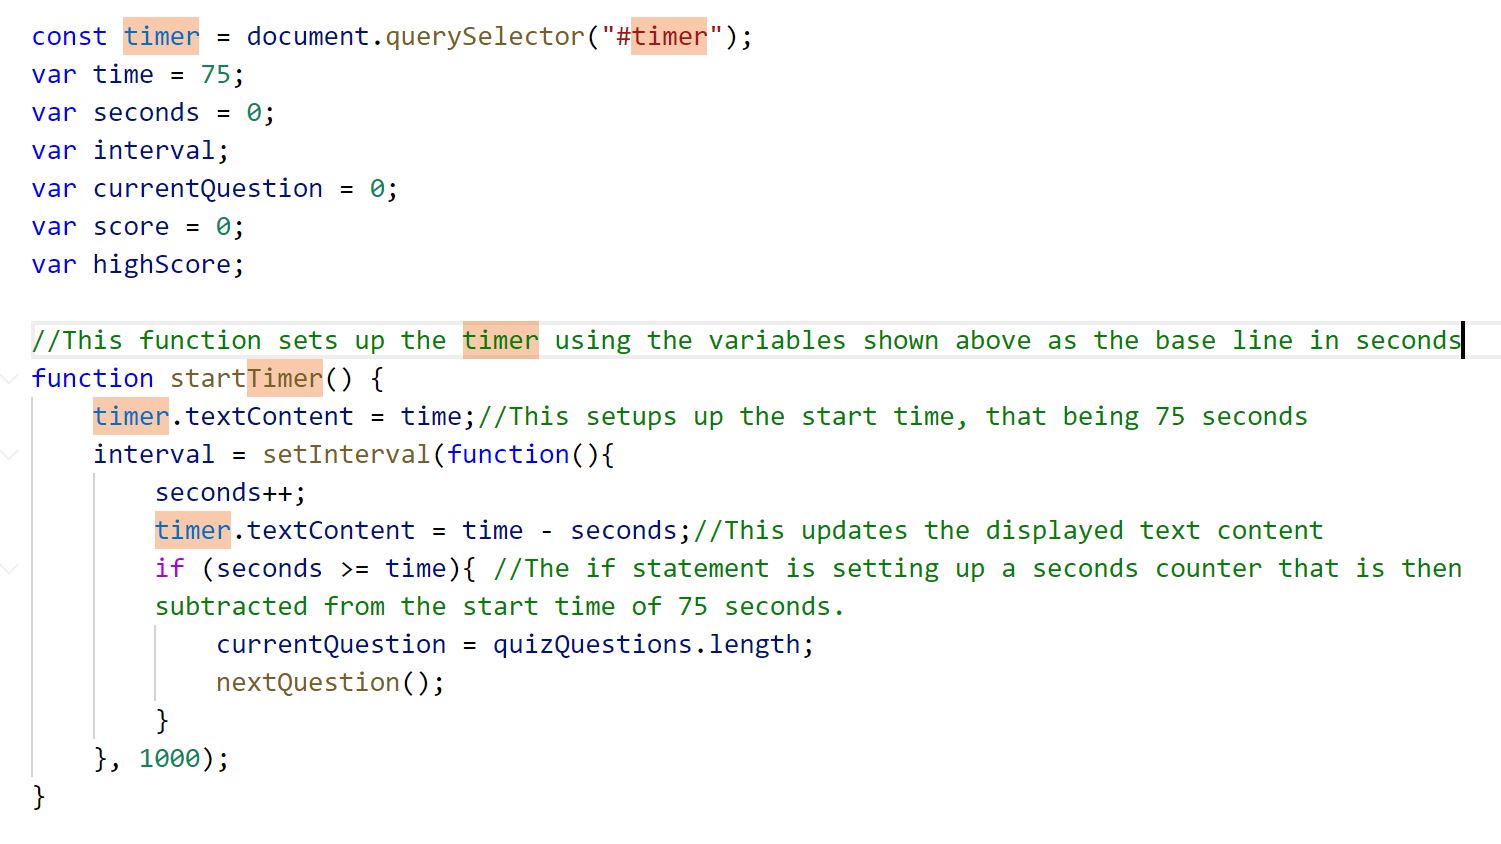 const timer = document.querySelector("#timer");
var time = 75;
var seconds = 0;
var interval;
var currentQuestion = 0;
var score = 0;
var highScore;
//This function sets up the timer using the variables shown above as the base line in seconds
function startTimer() {
timer.textContent = time;//This setups up the start time, that being 75 seconds
interval = setInterval(function(){
seconds++;
timer.textContent = time - seconds;//This updates the displayed text content
if (seconds >= time){ //The if statement is setting up a seconds counter that is then
subtracted from the start time of 75 seconds.
currentQuestion = quizQuestions.length;
nextQuestion();
}
}, 1000);
}